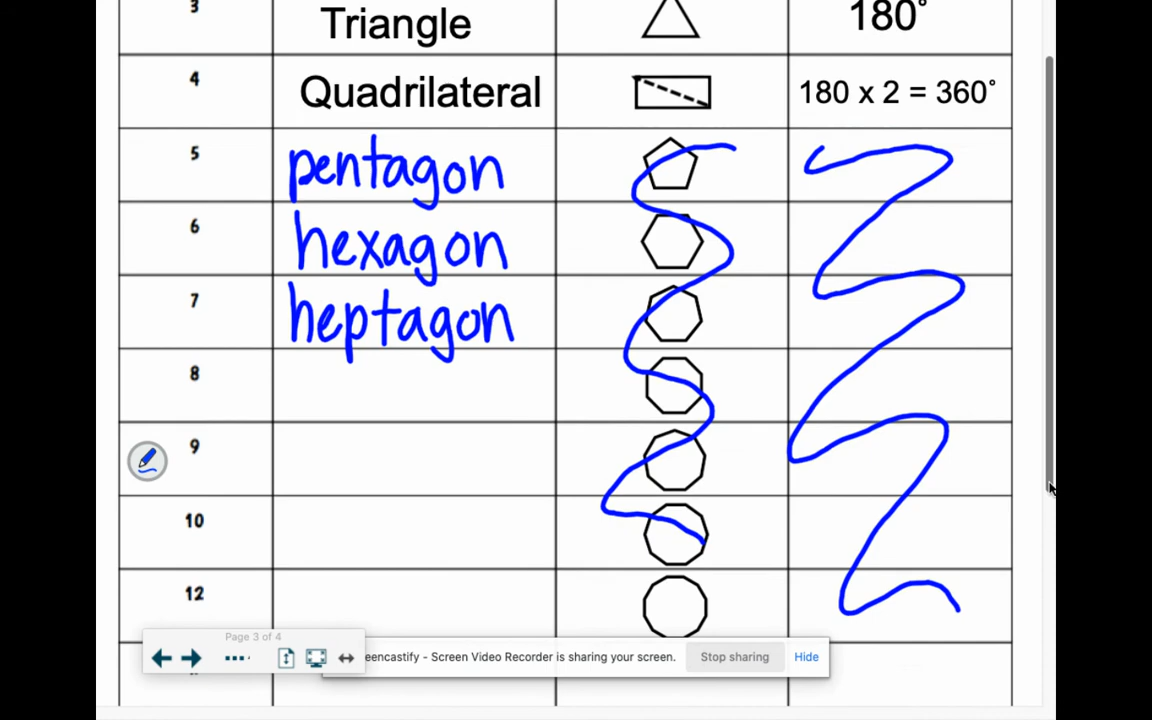 3 Triangle 180°
4 Quadrilateral 180 x 2 = 360°
5 pentagon
6 hexagon
7 heptagon
8
9
10
12
Page 3 of 4
eencastify - Screen Video Recorder is sharing your screen. Stop sharing Hide